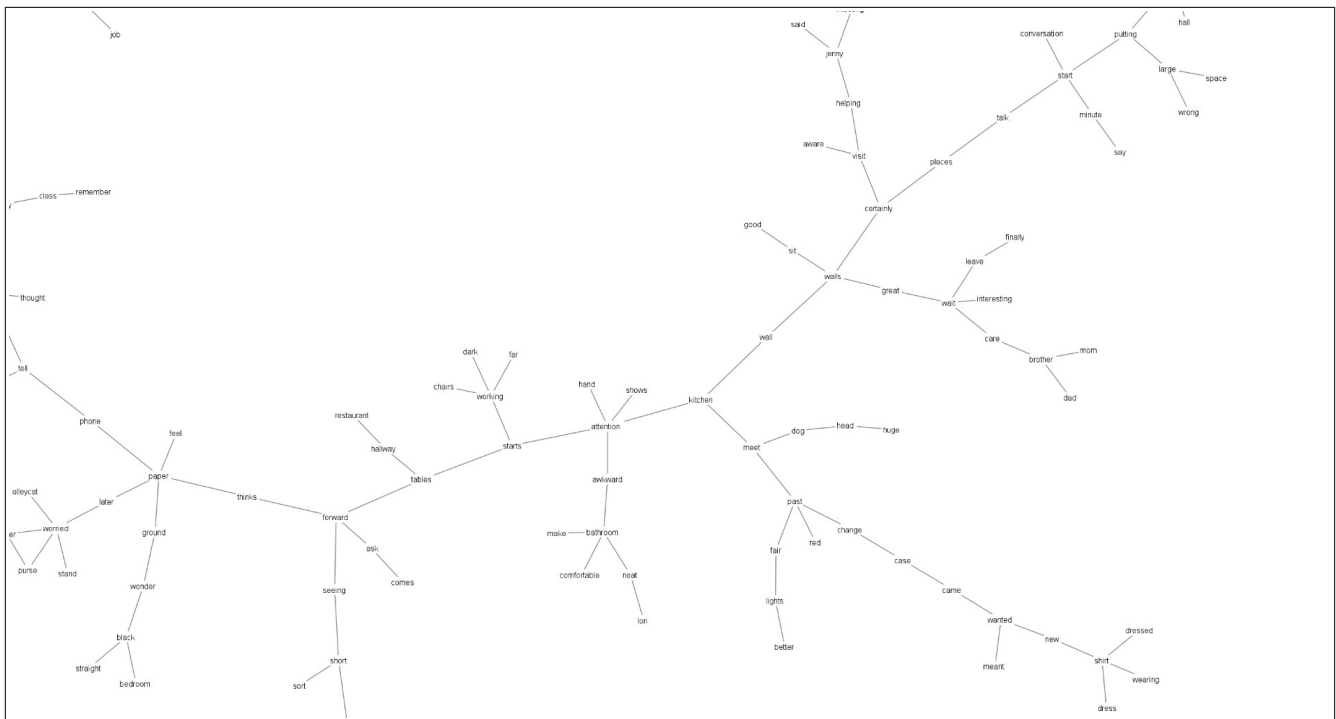 said
hall
job
conversation
putting
jenny
large
start
space
helping
wrong
minute
talk
aware
say
visit
places
class
remember
certainly
good
finally
sit
leave
walls
great
thought
wait
interesting
wall
care
dark
far
mom
brother
tell
hand
chairs
shows
working
dad
kitchen
restaurant
phone
attention
head
huge
dog
feel
starts
meet
hallway
paper
tables
awkward
alleycat
thinks
later
past
forward
worried
change
ground
make
bathroom
er
red
ask
fair
case
purse
stand
comfortable
neat
comes
wonder
seeing
came
lights
lori
wanted
dressed
black
new
better
short
shirt
straight
meant
wearing
bedroom
sort
dress